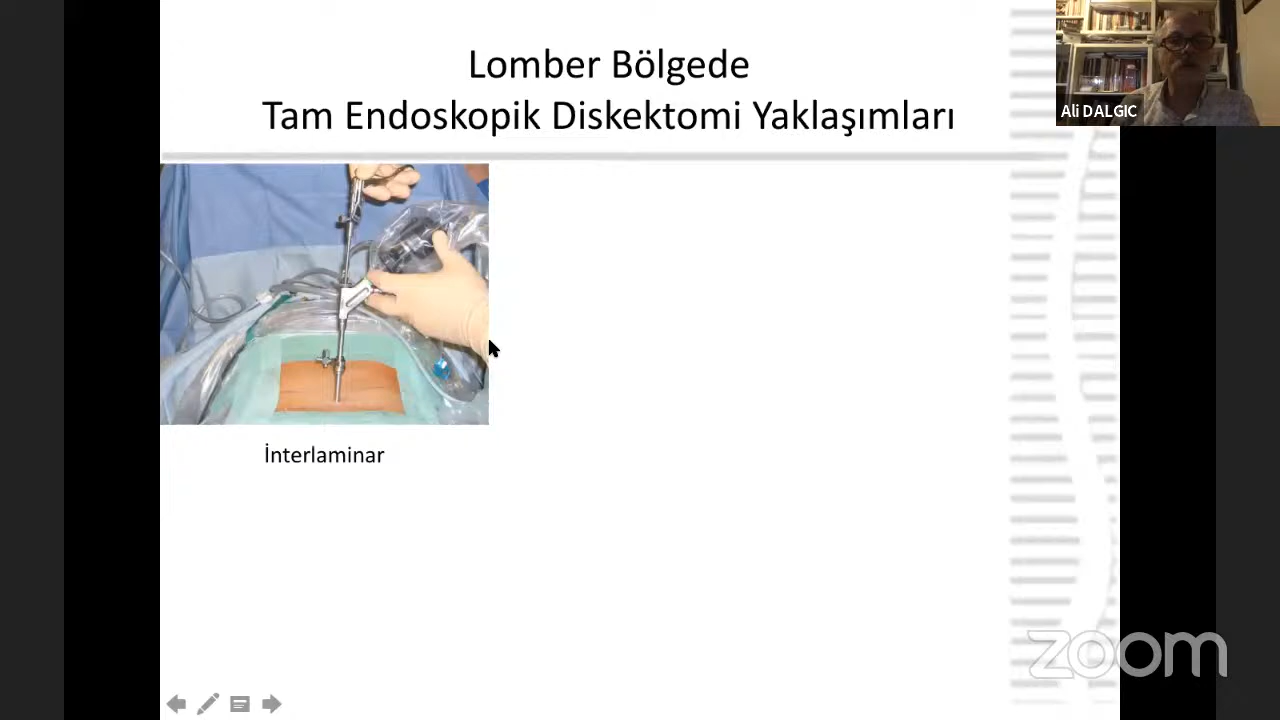 Lomber Bölgede
Tam Endoskopik Diskektomi Yaklaşımları
Ali DALGIC
İnterlaminar
zoom